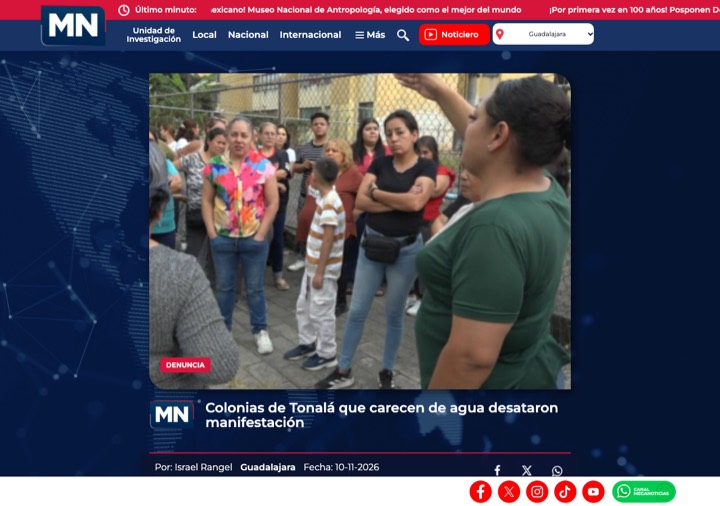 Último minuto:
exicano! Museo Nacional de Antropología, elegido como el mejor del mundo
¡Por primera vez en 100 años! Posponen
MN
Unidad de
Investigación
Local
Nacional
Internacional
Más
Noticiero
Guadalajara
DENUNCIA
MN
Colonias de Tonalá que carecen de agua desataron
manifestación
Por: Israel Rangel Guadalajara Fecha: 10-11-2026
CANAL
MEGANOTICIAS